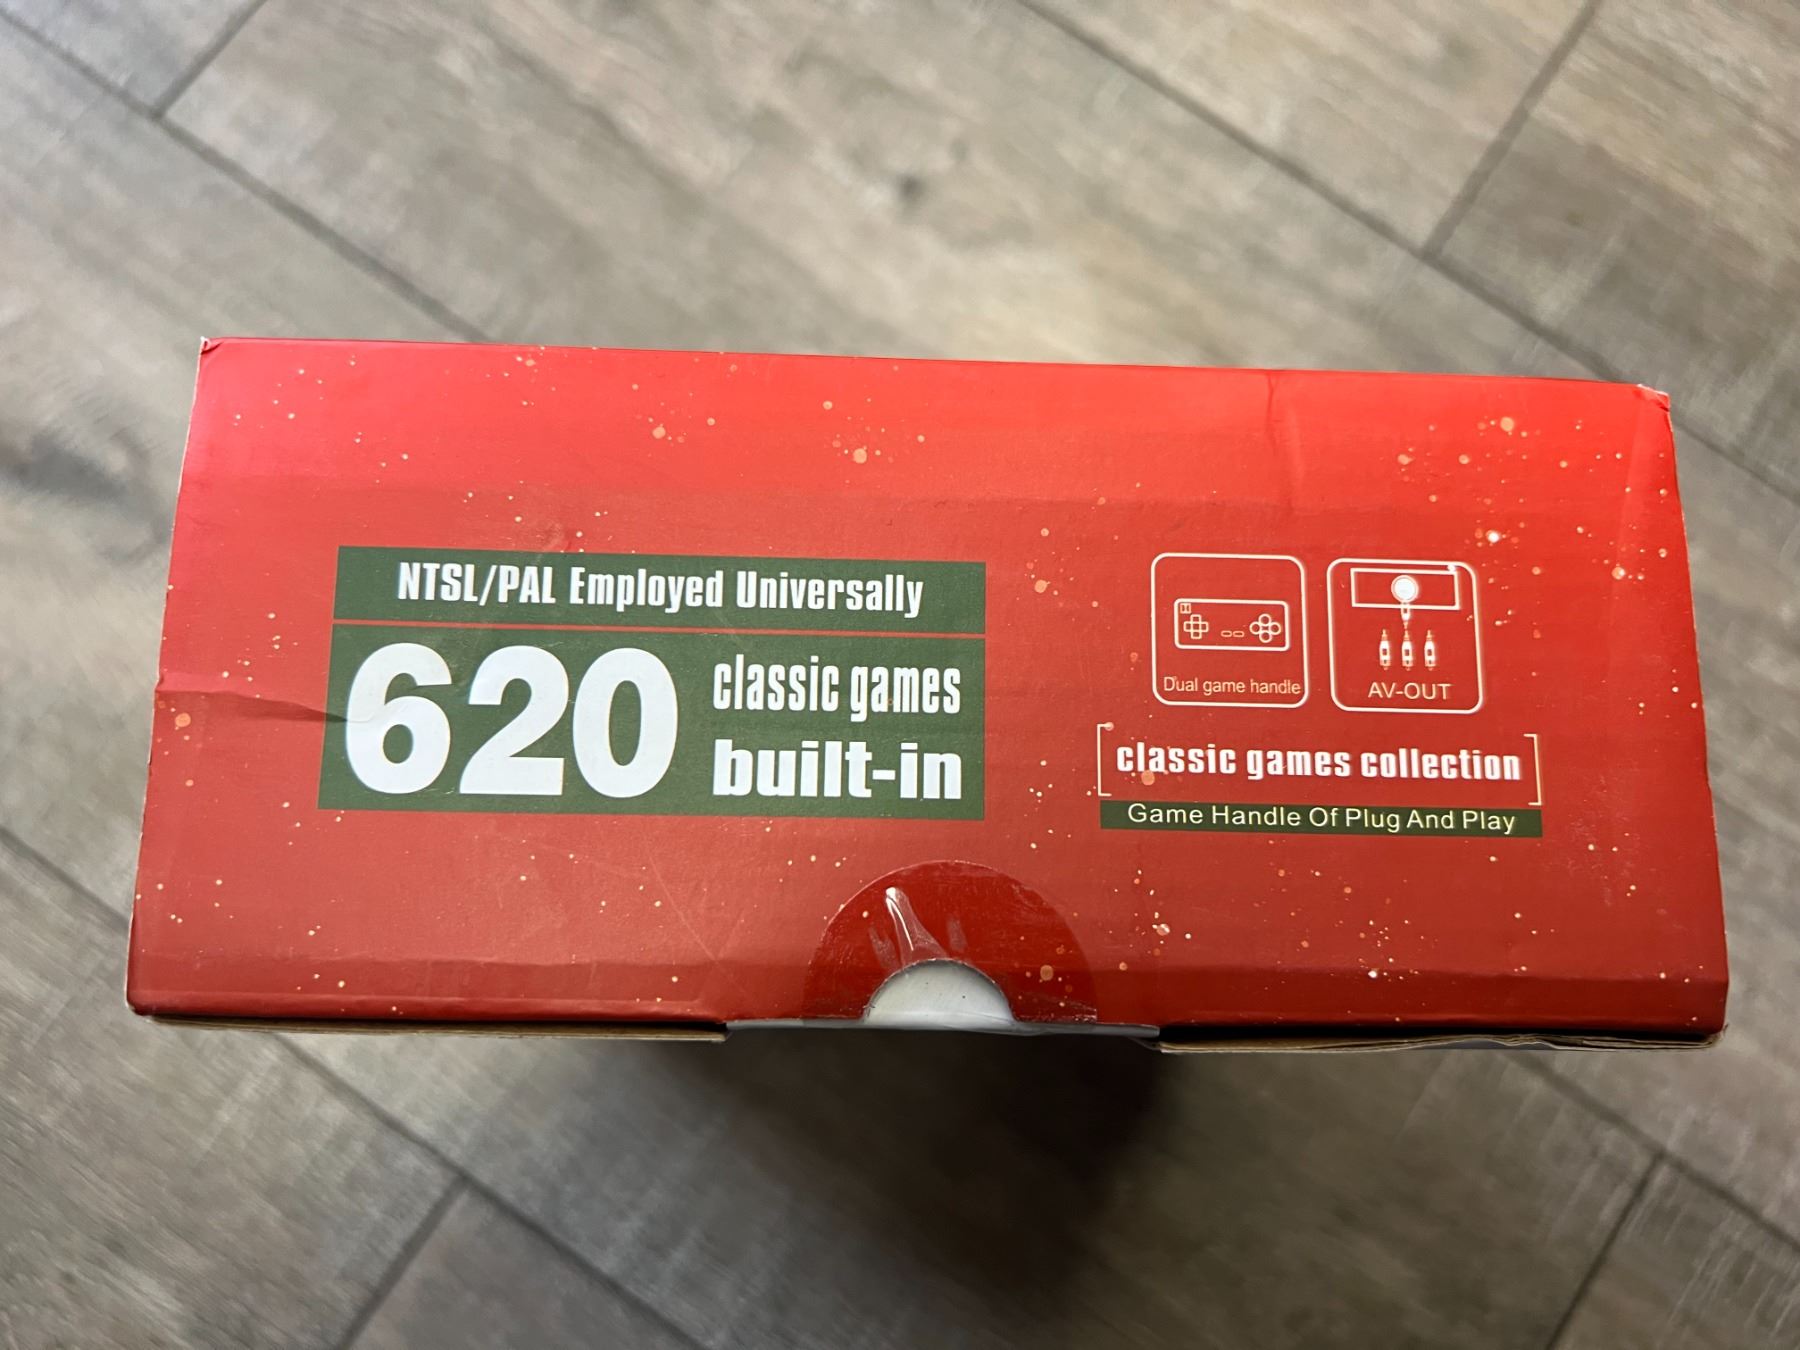 NTSL/PAL Employed Universally
620
classic games
built-in
Dual game handle
AV-OUT
classic games collection
Game Handle Of Plug And Play